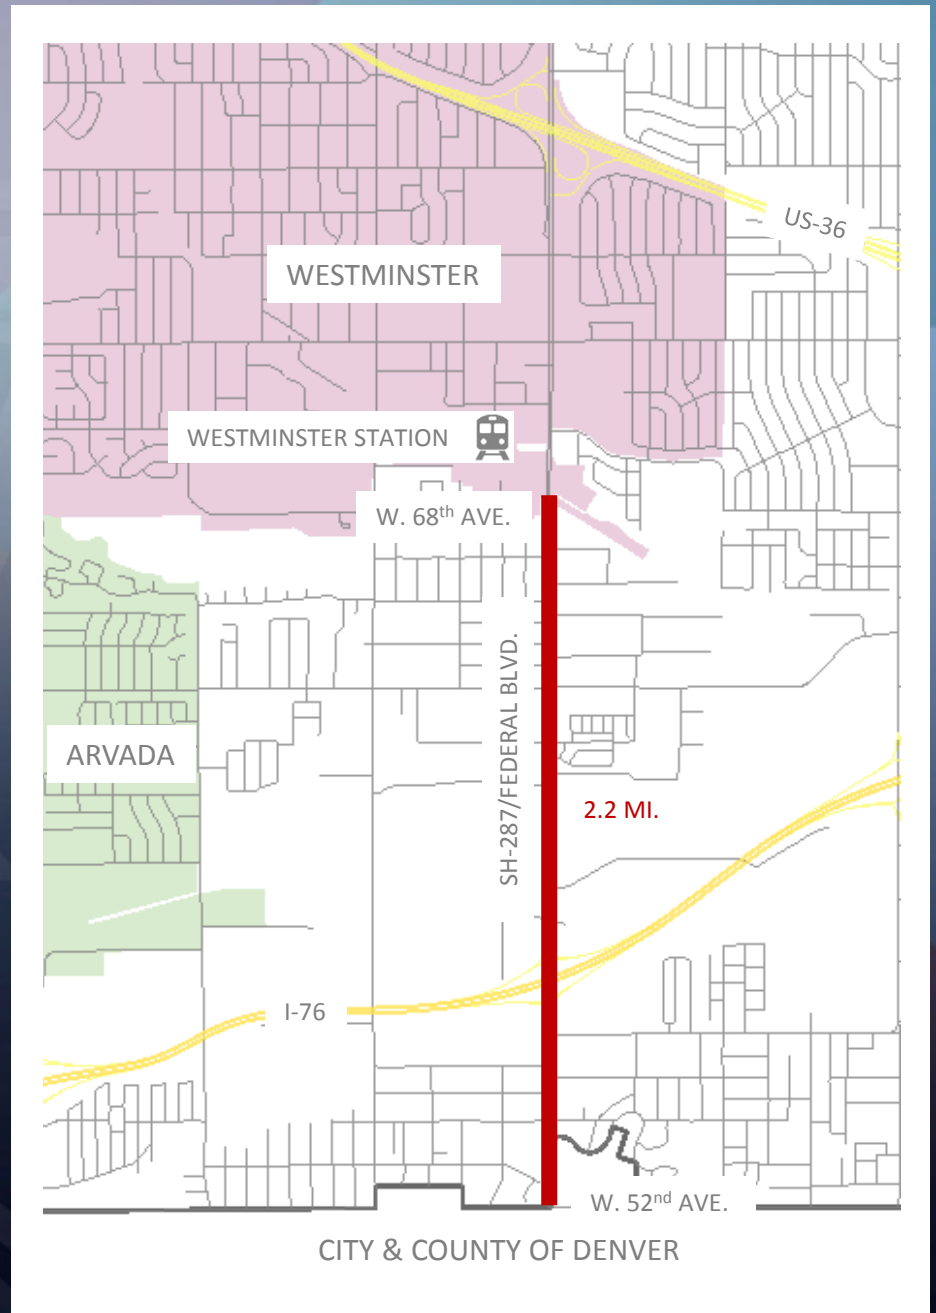 US-36
WESTMINSTER
WESTMINSTER STATION
W. 68th AVE.
SH-287/FEDERAL BLVD.
ARVADA
2.2 MI.
I-76
W. 52nd AVE.
CITY & COUNTY OF DENVER